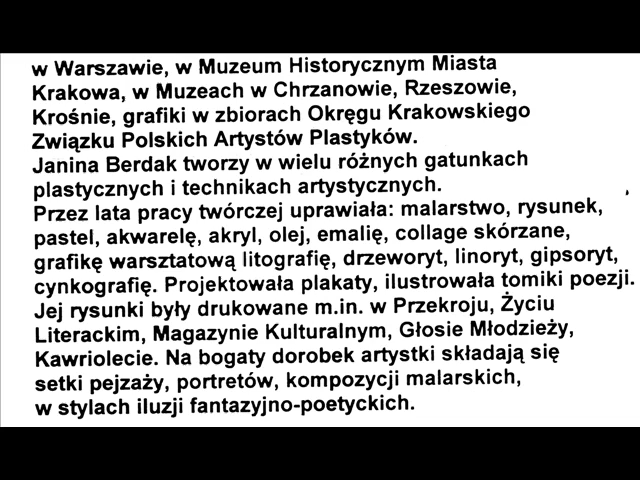 w Warszawie, w Muzeum Historycznym Miasta
Krakowa, w Muzeach w Chrzanowie, Rzeszowie,
Krośnie, grafiki w zbiorach Okręgu Krakowskiego
Związku Polskich Artystów Plastyków.
Janina Berdak tworzy w wielu różnych gatunkach
plastycznych i technikach artystycznych.
Przez lata pracy twórczej uprawiała: malarstwo, rysunek,
pastel, akwarelę, akryl, olej, emalię, collage skórzane,
grafikę warsztatową litografię, drzeworyt, linoryt, gipsoryt,
cynkografię. Projektowała plakaty, ilustrowała tomiki poezji.
Jej rysunki były drukowane m.in. w Przekroju, Życiu
Literackim, Magazynie Kulturalnym, Głosie Młodzieży,
Kawriolecie. Na bogaty dorobek artystki składają się
setki pejzaży, portretów, kompozycji malarskich,
w stylach iluzji fantazyjno-poetyckich.